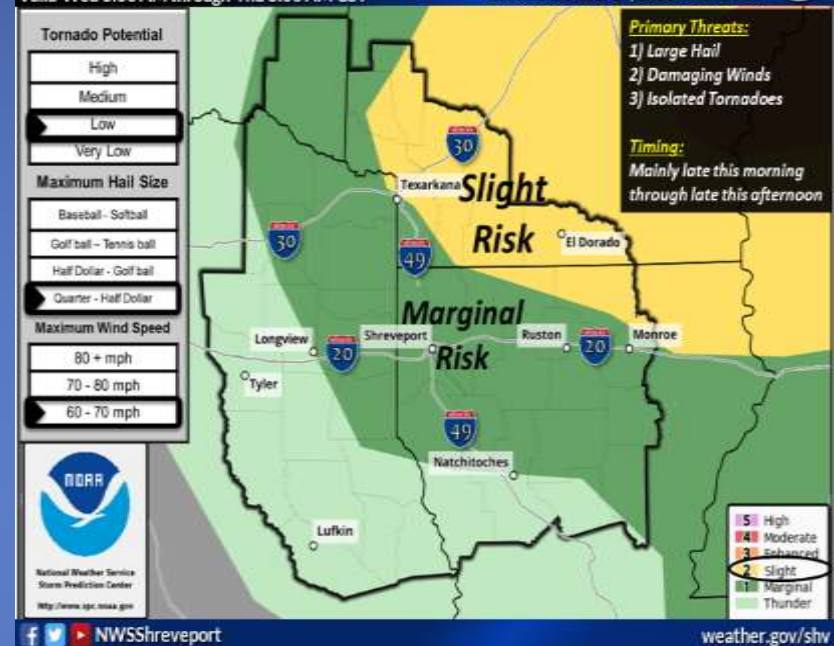 Tornado Potential
High
Medium
Low
Very Low
Maximum Hail Size
Baseball - Softball
Golf ball - Tennis ball
Half Dollar - Golf ball
Quarter - Half Dollar
Maximum Wind Speed
80 + mph
70 - 80 mph
60 - 70 mph
NOAA
National Weather Service
Storm Prediction Center
http://www.spc.noaa.gov
Primary Threats:
1) Large Hail
2) Damaging Winds
3) Isolated Tornadoes
Timing:
Mainly late this morning
through late this afternoon
30
Texarkana
Slight
Risk
El Dorado
30
49
Marginal
Risk
Longview
20
Shreveport
Ruston
20
Monroe
Tyler
49
Natchitoches
Lufkin
5 High
4 Moderate
3 Enhanced
2 Slight
1 Marginal
Thunder
NWSShreveport
weather.gov/shv